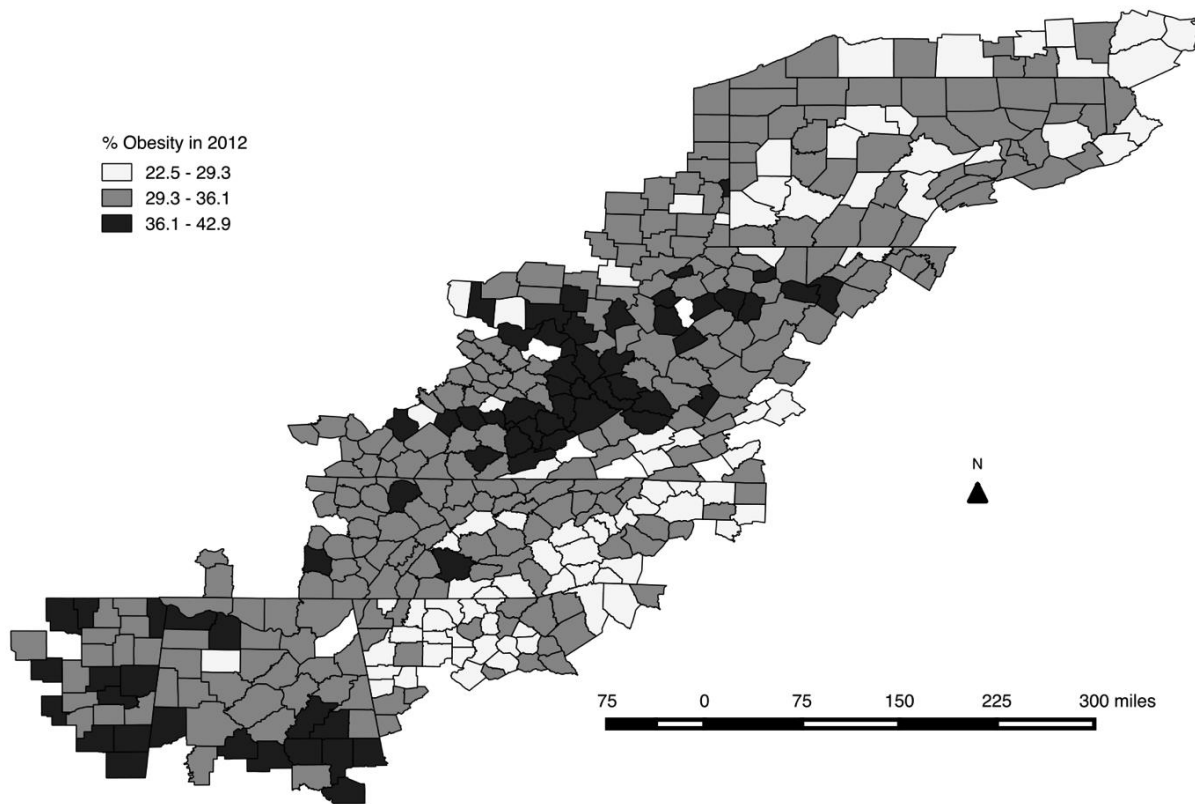 % Obesity in 2012
22.5 - 29.3
29.3 - 36.1
36.1 - 42.9
N
75 0 75 150 225 300 miles